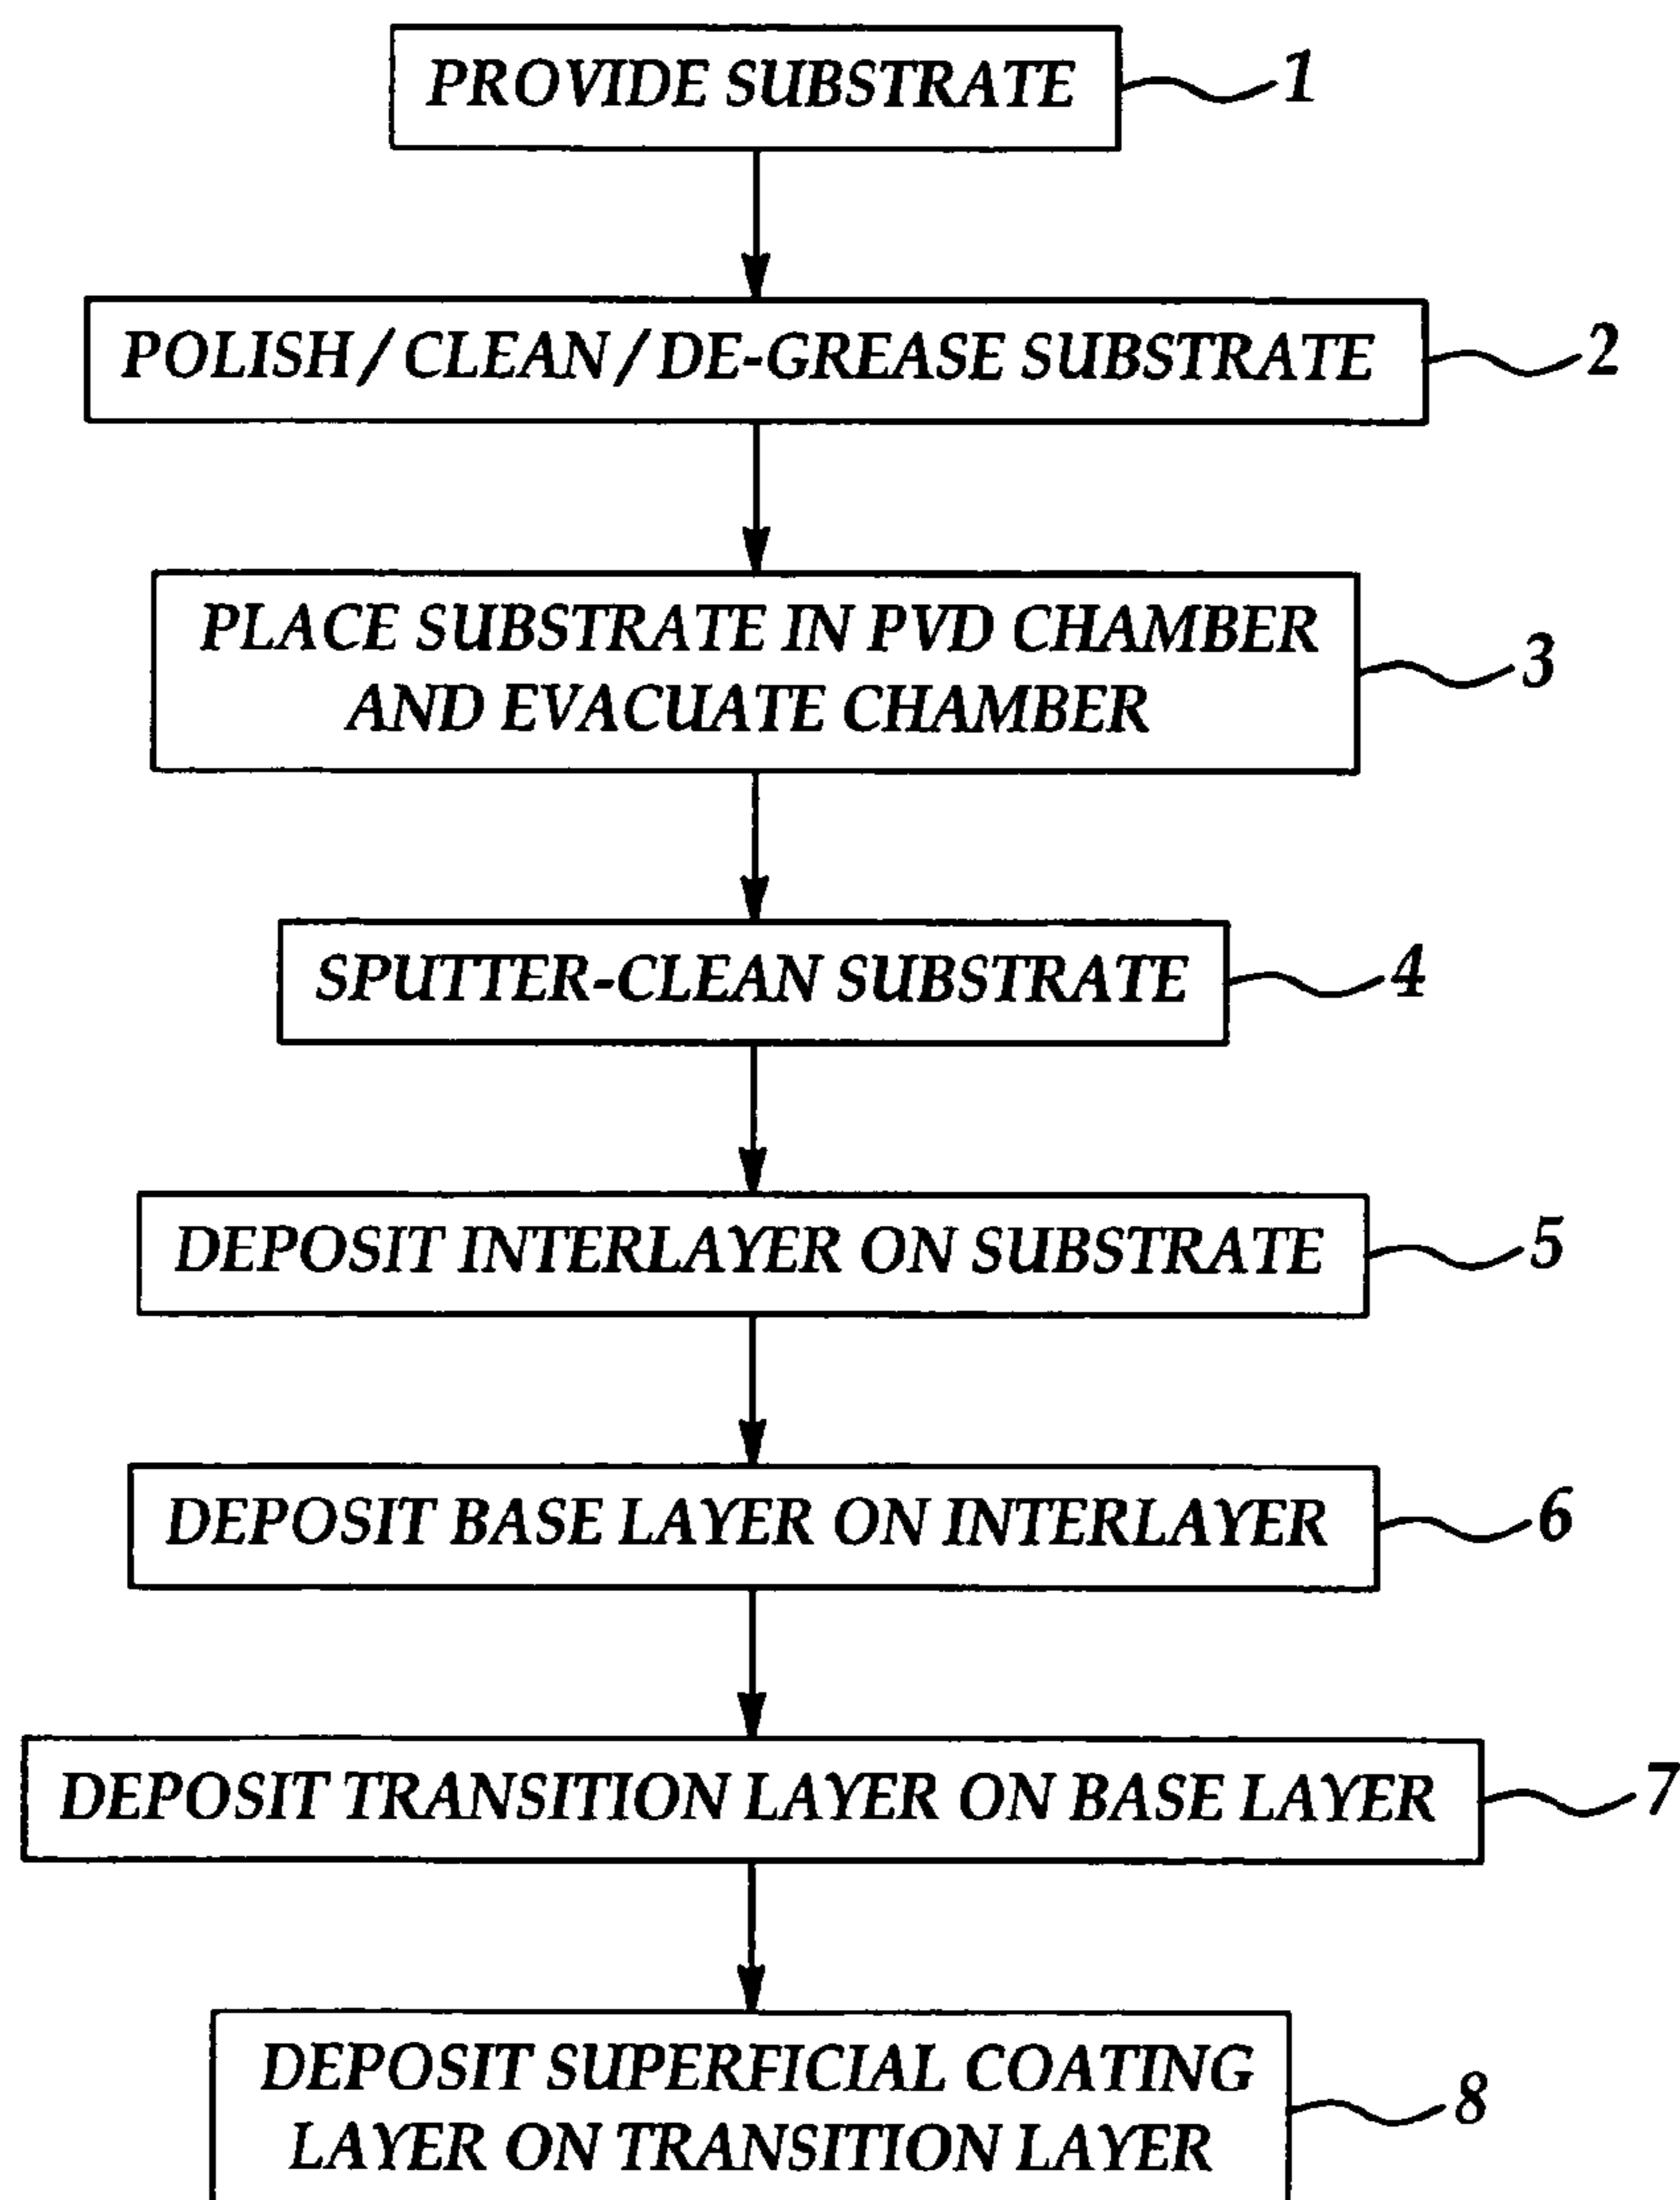 PROVIDE SUBSTRATE 1
POLISH / CLEAN / DE-GREASE SUBSTRATE 2
PLACE SUBSTRATE IN PVD CHAMBER
AND EVACUATE CHAMBER 3
SPUTTER-CLEAN SUBSTRATE 4
DEPOSIT INTERLAYER ON SUBSTRATE 5
DEPOSIT BASE LAYER ON INTERLAYER 6
DEPOSIT TRANSITION LAYER ON BASE LAYER 7
DEPOSIT SUPERFICIAL COATING
LAYER ON TRANSITION LAYER 8